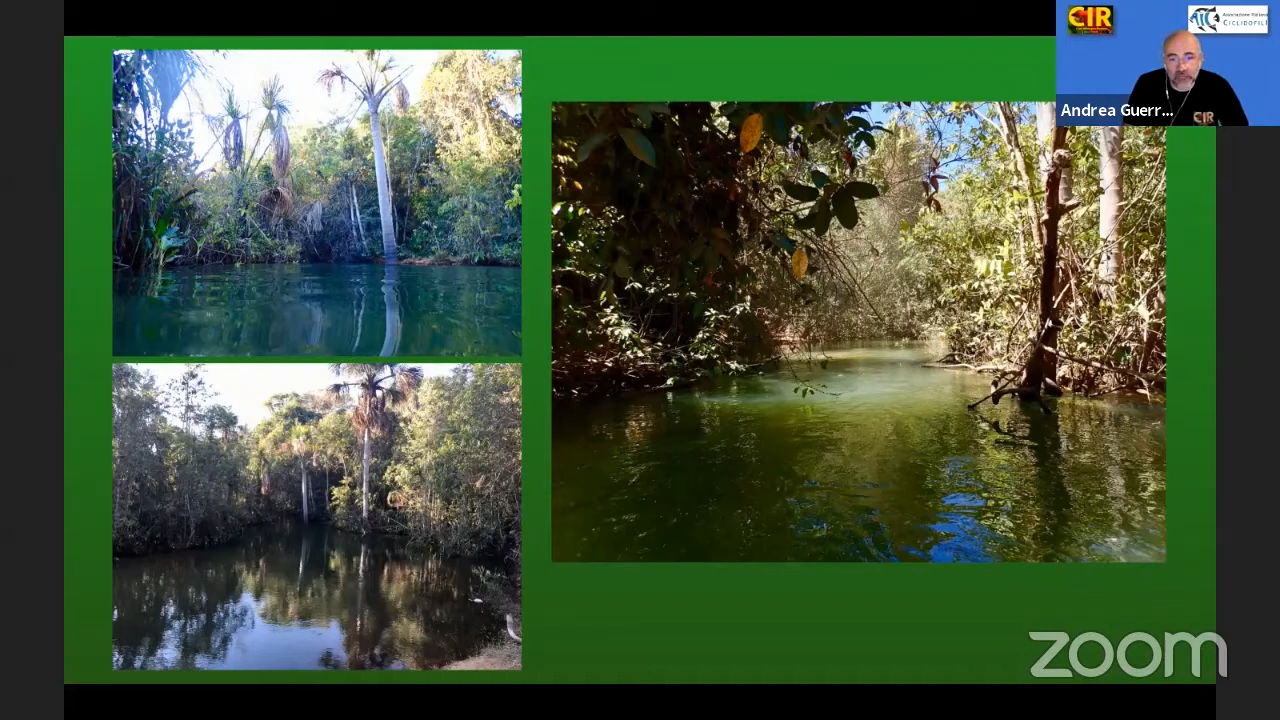 CIR
Associazione Italiana
CICLIDOFILI
Andrea Guerr...
CIR
zoom